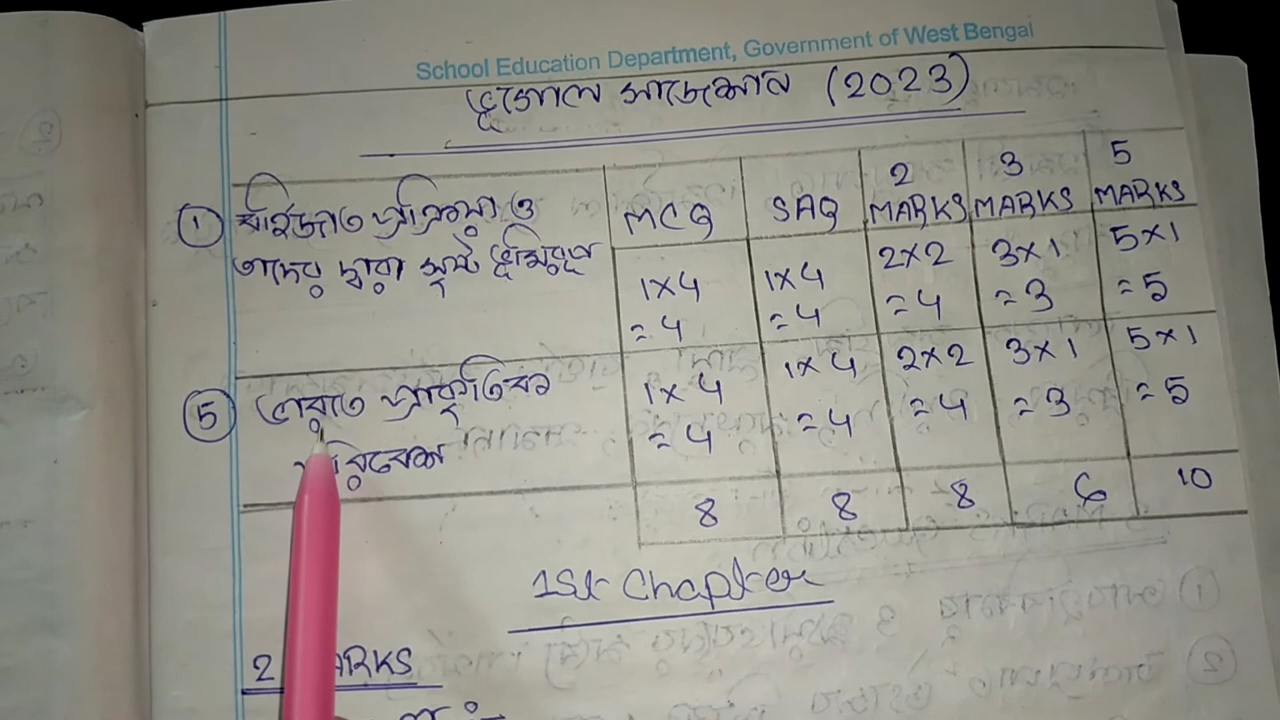 School Education Department, Government of West Bengal
ভূগোল সাজেশান (2023)
MCQ SAQ 2 MARKS 3 MARKS 5 MARKS
① বহির্জাত প্রক্রিয়া ও
তাদের দ্বারা সৃষ্ট ভূমিরূপ
1×4 1×4 2×2 3×1 5×1
=4 =4 =4 =3 =5
⑤ ভারতে প্রাকৃতিক
1×4 1×4 2×2 3×1 5×1
=4 =4 =4 =3 =5
8 8 8 6 10
1st Chapter
2